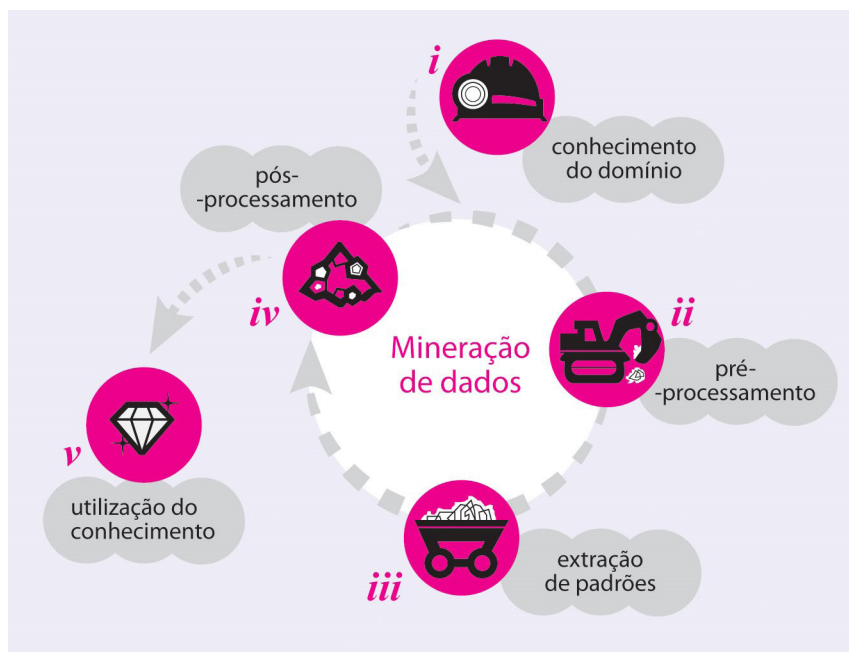 i
conhecimento
do domínio
pós-
-processamento
iv
Mineração
de dados
ii
pré-
-processamento
v
utilização do
conhecimento
iii
extração
de padrões